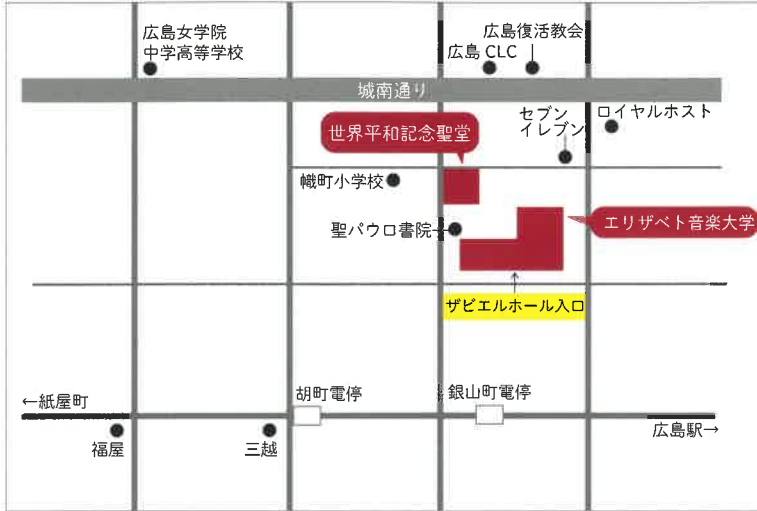 広島女学院
中学高等学校
広島復活教会
広島 CLC
城南通り
世界平和記念聖堂
セブン
イレブン
ロイヤルホスト
幟町小学校
聖パウロ書院
エリザベト音楽大学
ザビエルホール入口
←紙屋町
胡町電停
銀山町電停
福屋
三越
広島駅→